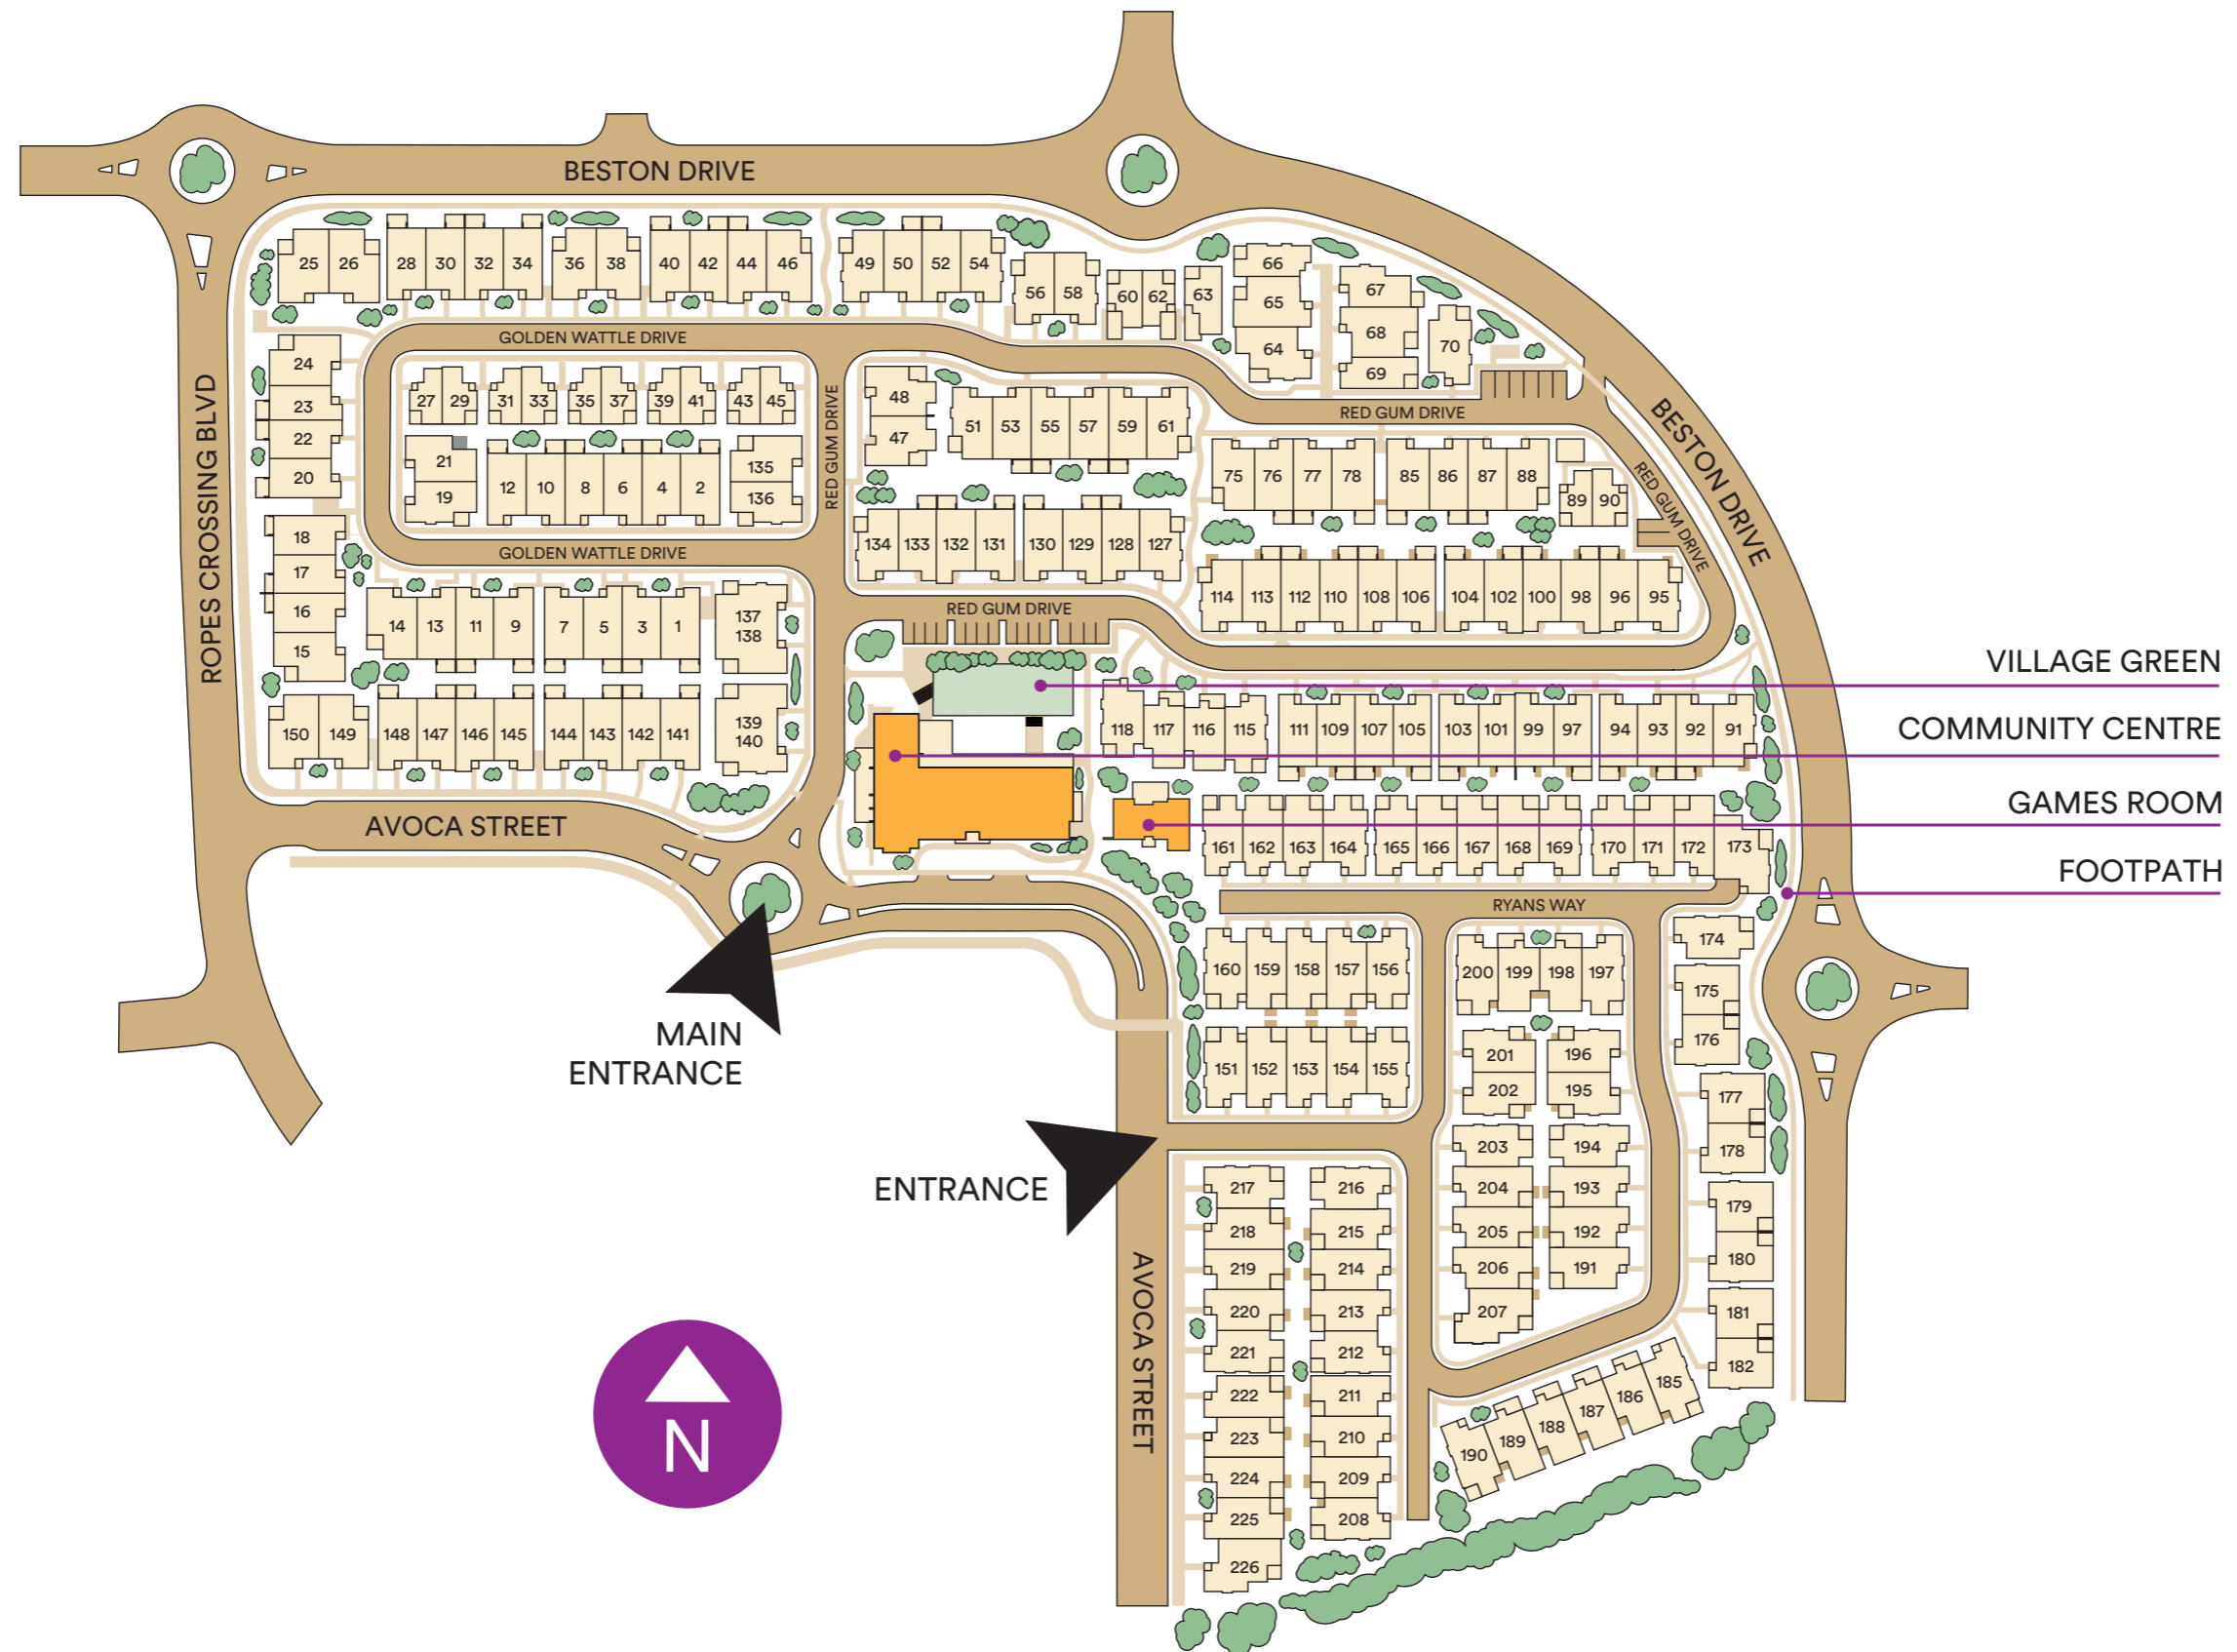 BESTON DRIVE
25 26 28 30 32 34 36 38 40 42 44 46 49 50 52 54
56 58 60 62 63
66
65
64
67
68
69
70
GOLDEN WATTLE DRIVE
24
23
22
20
27 29 31 33 35 37 39 41 43 45
21
19
12 10 8 6 4 2
135
136
RED GUM DRIVE
48
47
51 53 55 57 59 61
RED GUM DRIVE
BESTON DRIVE
75 76 77 78 85 86 87 88
89 90
RED GUM DRIVE
ROPES CROSSING BLVD
GOLDEN WATTLE DRIVE
134 133 132 131 130 129 128 127
18
17
16
15
14 13 11 9 7 5 3 1
137
138
RED GUM DRIVE
114 113 112 110 108 106 104 102 100 98 96 95
150 149 148 147 146 145 144 143 142 141
139
140
118 117 116 115 111 109 107 105 103 101 99 97 94 93 92 91
VILLAGE GREEN
COMMUNITY CENTRE
GAMES ROOM
FOOTPATH
AVOCA STREET
161 162 163 164 165 166 167 168 169 170 171 172 173
RYANS WAY
160 159 158 157 156
200 199 198 197
174
175
176
151 152 153 154 155
201
202
196
195
177
178
MAIN
ENTRANCE
ENTRANCE
203
204
205
206
207
194
193
192
191
179
180
181
182
217
218
219
220
221
222
223
224
225
226
216
215
214
213
212
211
210
209
208
AVOCA STREET
190 189 188 187 186 185
N